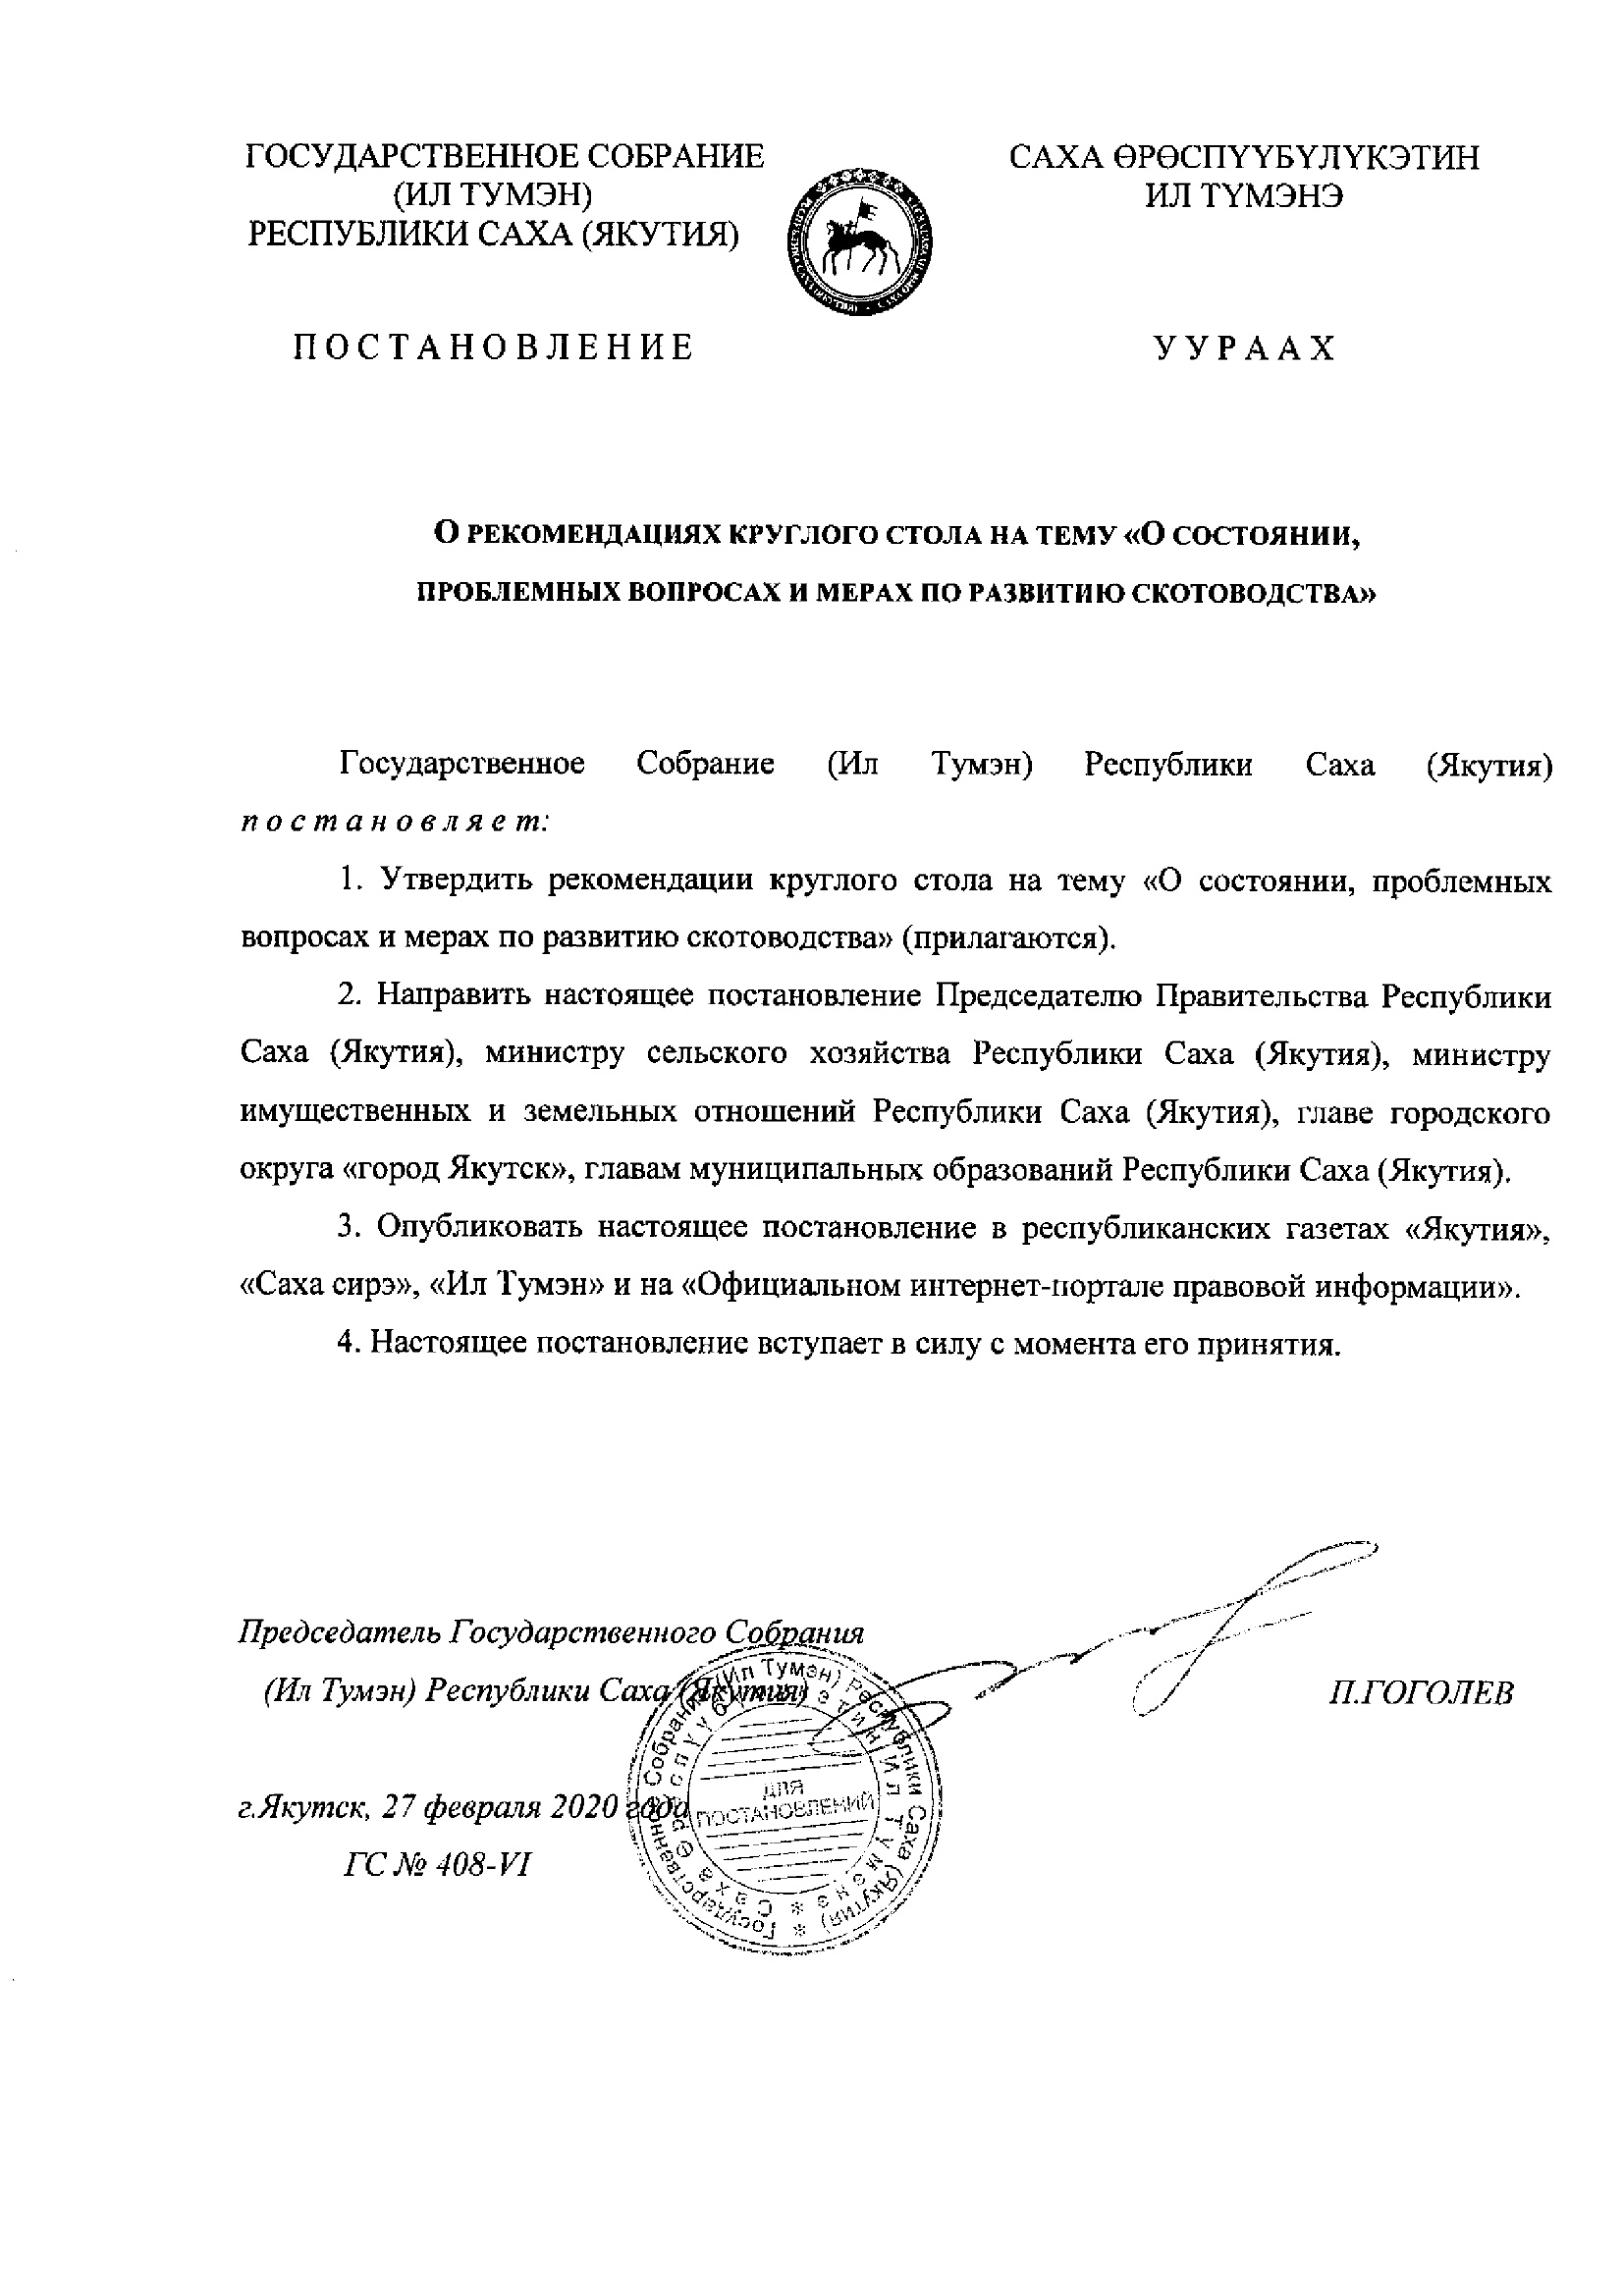 ГОСУДАРСТВЕННОЕ СОБРАНИЕ
(ИЛ ТУМЭН)
РЕСПУБЛИКИ САХА (ЯКУТИЯ)
САХА ӨРӨСПҮҮБҮЛҮКЭТИН
ИЛ ТҮМЭНЭ
П О С Т А Н О В Л Е Н И Е
У У Р А А Х
О РЕКОМЕНДАЦИЯХ КРУГЛОГО СТОЛА НА ТЕМУ «О СОСТОЯНИИ,
ПРОБЛЕМНЫХ ВОПРОСАХ И МЕРАХ ПО РАЗВИТИЮ СКОТОВОДСТВА»
Государственное Собрание (Ил Тумэн) Республики Саха (Якутия)
п о с т а н о в л я е т:
1. Утвердить рекомендации круглого стола на тему «О состоянии, проблемных
вопросах и мерах по развитию скотоводства» (прилагаются).
2. Направить настоящее постановление Председателю Правительства Республики
Саха (Якутия), министру сельского хозяйства Республики Саха (Якутия), министру
имущественных и земельных отношений Республики Саха (Якутия), главе городского
округа «город Якутск», главам муниципальных образований Республики Саха (Якутия).
3. Опубликовать настоящее постановление в республиканских газетах «Якутия»,
«Саха сирэ», «Ил Тумэн» и на «Официальном интернет-портале правовой информации».
4. Настоящее постановление вступает в силу с момента его принятия.
Председатель Государственного Собрания
(Ил Тумэн) Республики Саха (Якутия)
П.ГОГОЛЕВ
г.Якутск, 27 февраля 2020 года
ГС № 408-VI
Государственное Собрание (Ил Тумэн) Республики Саха (Якутия) *
Саха Өрөспүүбүлүкэтин Ил Түмэнэ *
ДЛЯ
ПОСТАНОВЛЕНИЙ